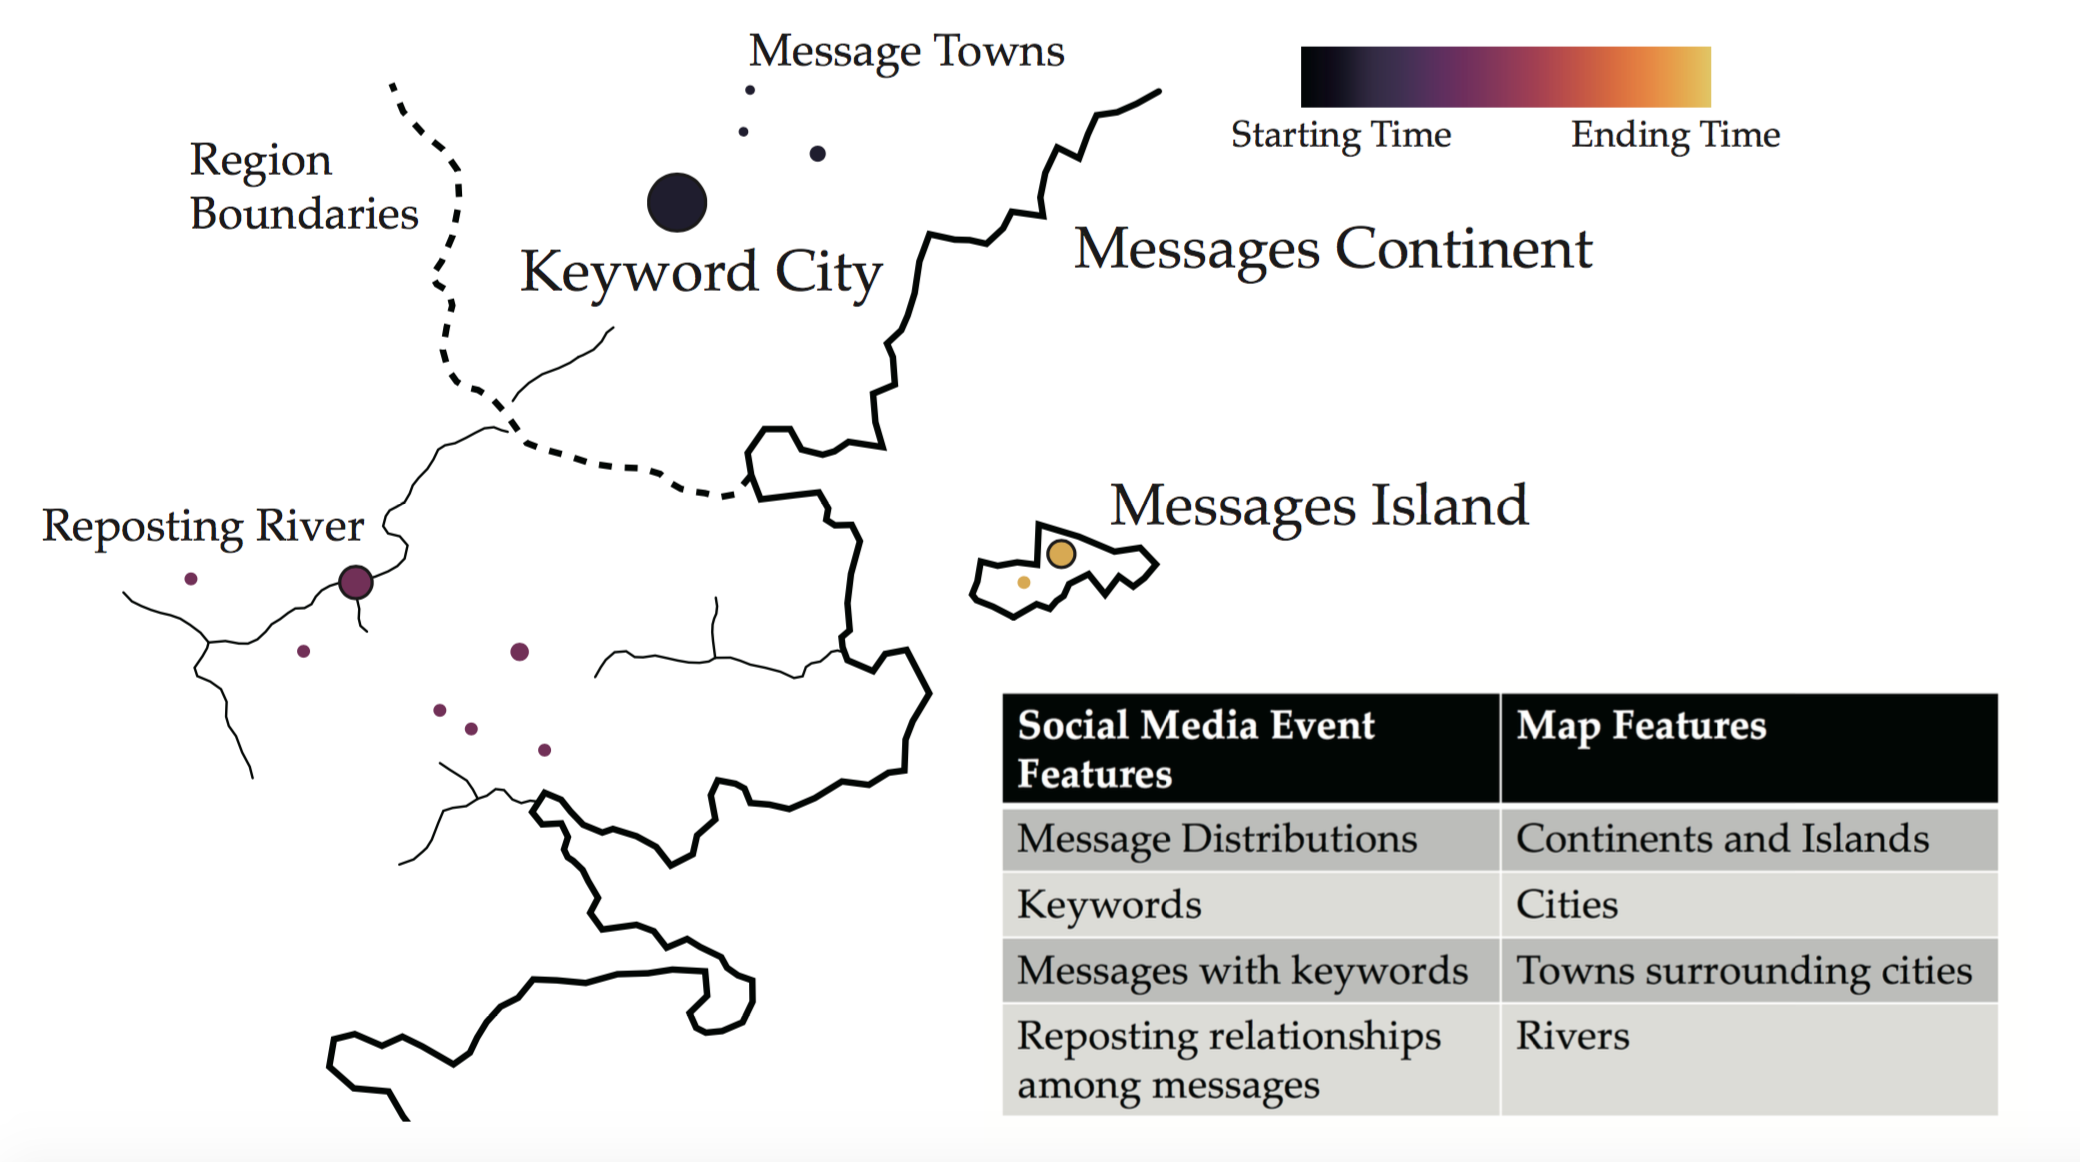 Message Towns
Starting Time
Ending Time
Region
Boundaries
Keyword City
Messages Continent
Reposting River
Messages Island
Social Media Event
Features
Map Features
Message Distributions
Continents and Islands
Keywords
Cities
Messages with keywords
Towns surrounding cities
Reposting relationships
among messages
Rivers